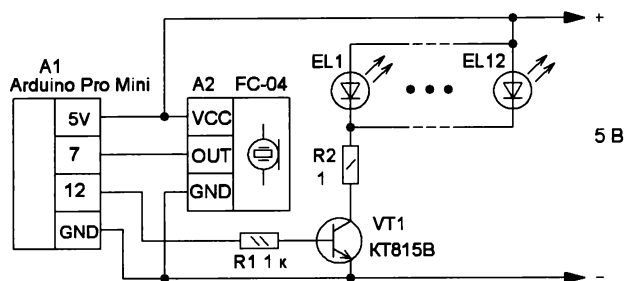 +
A1
Arduino Pro Mini
5V
7
12
GND
A2
FC-04
VCC
OUT
GND
EL1
EL12
5 В
R2
1
VT1
КТ815В
R1 1 к
–